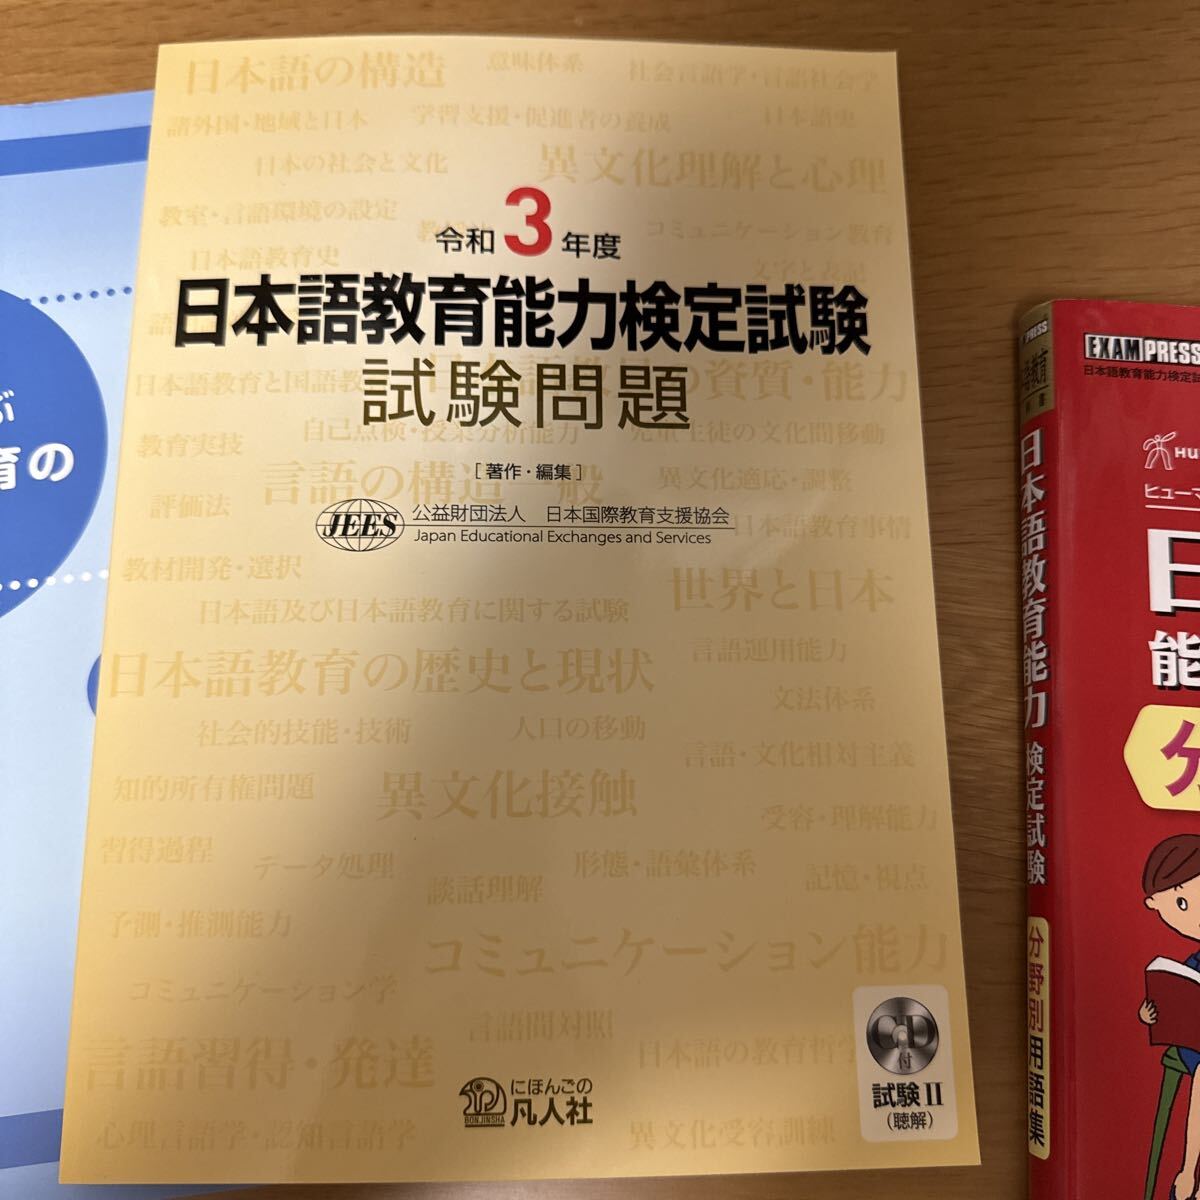 日本語の構造
意味体系
社会言語学・言語社会学
諸外国・地域と日本
学習支援・促進者の養成
日本語史
日本の社会と文化
異文化理解と心理
教室・言語環境の設定
コミュニケーション教育
日本語教育史
文字と表記
令和3年度
日本語教育能力検定試験
試験問題
日本語教育と国語教
の資質・能力
教育実技
自己点検・授業分析能力
児童生徒の文化間移動
[著作・編集]
言語の構造一般
異文化適応・調整
評価法
JEES
公益財団法人 日本国際教育支援協会
Japan Educational Exchanges and Services
日本語教育事情
教材開発・選択
世界と日本
日本語及び日本語教育に関する試験
言語運用能力
日本語教育の歴史と現状
文法体系
社会的技能・技術
人口の移動
言語・文化相対主義
知的所有権問題
異文化接触
受容・理解能力
習得過程
データ処理
形態・語彙体系
記憶・視点
談話理解
予測・推測能力
コミュニケーション能力
コミュニケーション学
言語間対照
言語習得・発達
日本語の教育哲学
心理言語学・認知言語学
異文化受容訓練
BONJINSHA
にほんごの
凡人社
CD
付
試験II
(聴解)
ぶ
育の
EXAMPRESS
日本語教育能力検定試
ヒューマ
日
能
分
日本語教育能力検定試験
分野別用語集